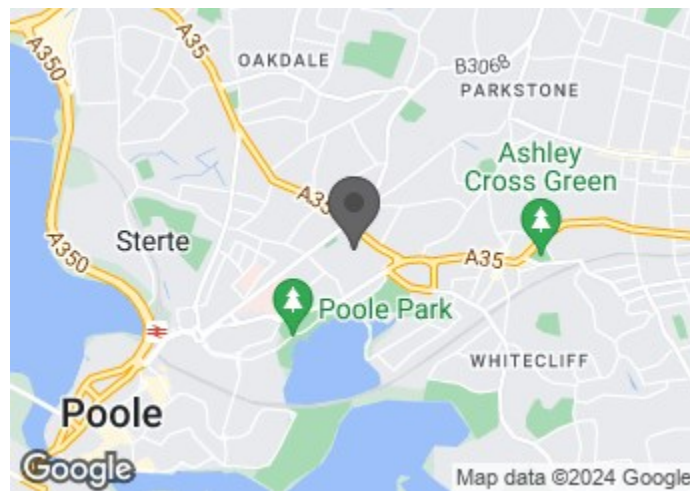 A350
A35
OAKDALE
B3068
PARKSTONE
Ashley
Cross Green
A35
Sterte
A350
A35
Poole Park
WHITECLIFF
Poole
Google
Map data ©2024 Google